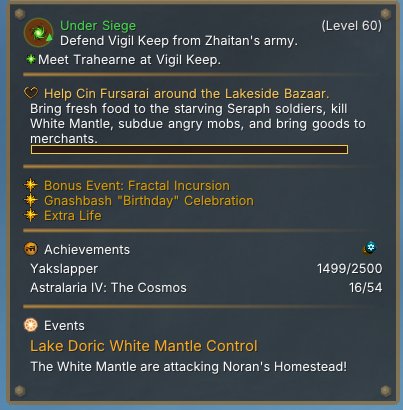 Under Siege (Level 60)
Defend Vigil Keep from Zhaitan's army.
Meet Trahearne at Vigil Keep.
Help Cin Fursarai around the Lakeside Bazaar.
Bring fresh food to the starving Seraph soldiers, kill
White Mantle, subdue angry mobs, and bring goods to
merchants.
Bonus Event: Fractal Incursion
Gnashbash "Birthday" Celebration
Extra Life
Achievements
Yakslapper 1499/2500
Astralaria IV: The Cosmos 16/54
Events
Lake Doric White Mantle Control
The White Mantle are attacking Noran's Homestead!